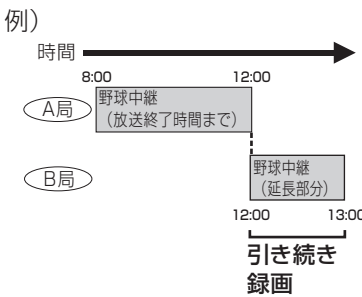 例）
時間
8:00 12:00
A局
野球中継
（放送終了時間まで）
B局
野球中継
（延長部分）
12:00 13:00
引き続き
録画